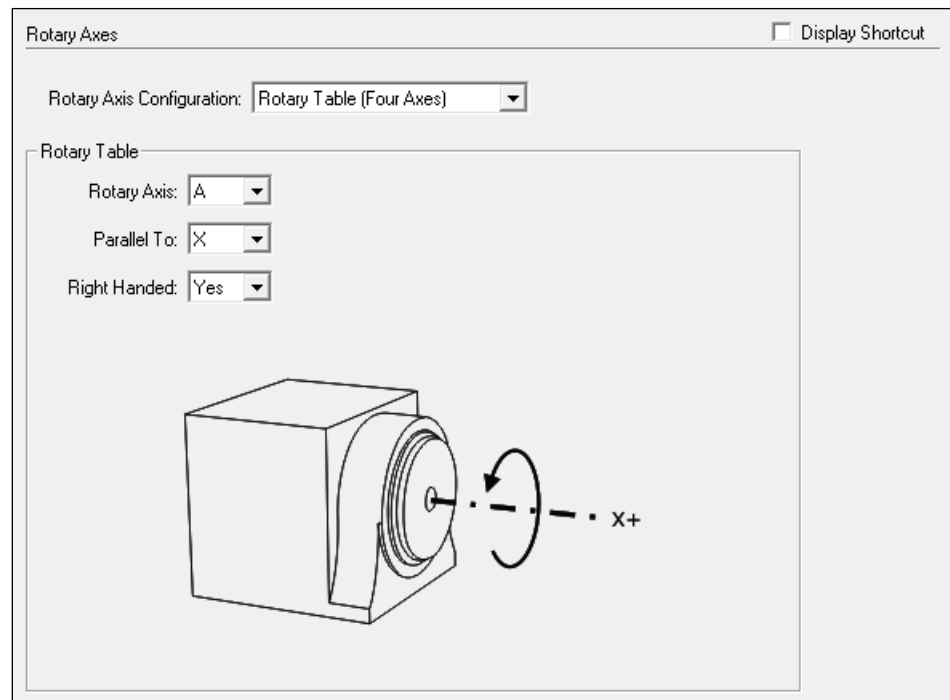 Rotary Axes
Display Shortcut
Rotary Axis Configuration: Rotary Table (Four Axes)
Rotary Table
Rotary Axis: A
Parallel To: X
Right Handed: Yes
X+